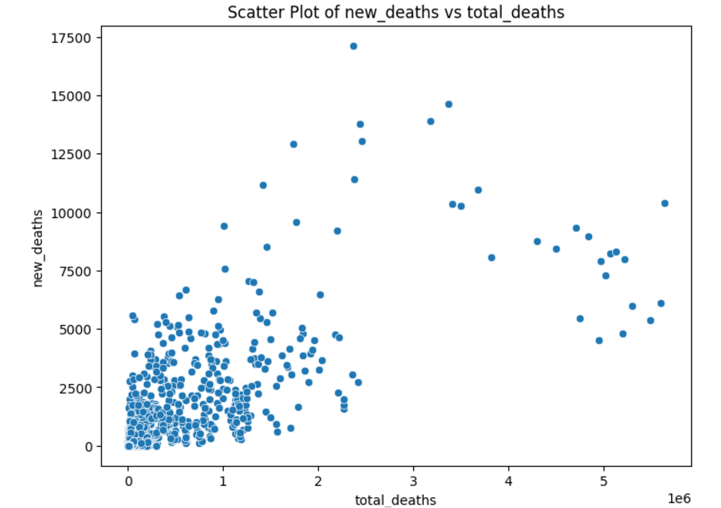 Scatter Plot of new_deaths vs total_deaths
17500
15000
12500
10000
7500
5000
2500
0
new_deaths
0 1 2 3 4 5
1e6
total_deaths